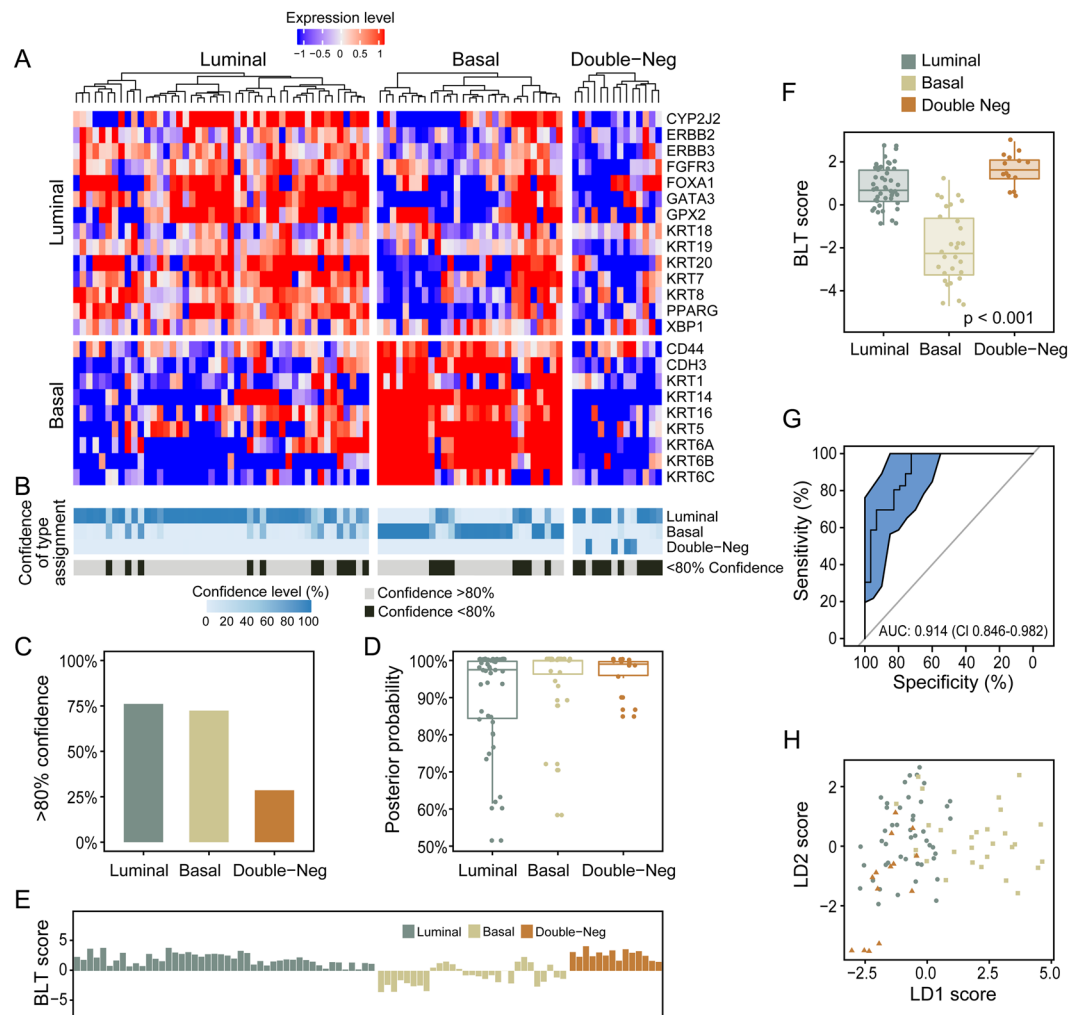 A
Expression level
−1 −0.5 0 0.5 1
Luminal
Basal
Double−Neg
Luminal
CYP2J2
ERBB2
ERBB3
FGFR3
FOXA1
GATA3
GPX2
KRT18
KRT19
KRT20
KRT7
KRT8
PPARG
XBP1
Basal
CD44
CDH3
KRT1
KRT14
KRT16
KRT5
KRT6A
KRT6B
KRT6C
B
Confidence
of type
assignment
Luminal
Basal
Double−Neg
<80% Confidence
Confidence level (%)
0 20 40 60 80 100
Confidence >80%
Confidence <80%
C
>80% confidence
100%
75%
50%
25%
0%
Luminal Basal Double−Neg
D
Posterior probability
100%
90%
80%
70%
60%
50%
Luminal Basal Double−Neg
E
BLT score
5
0
−5
Luminal Basal Double−Neg
F
Luminal
Basal
Double Neg
BLT score
2
0
−2
−4
p < 0.001
Luminal Basal Double−Neg
G
Sensitivity (%)
100
80
60
40
20
0
AUC: 0.914 (CI 0.846-0.982)
100 80 60 40 20 0
Specificity (%)
H
LD2 score
2
0
−2
−2.5 0.0 2.5 5.0
LD1 score